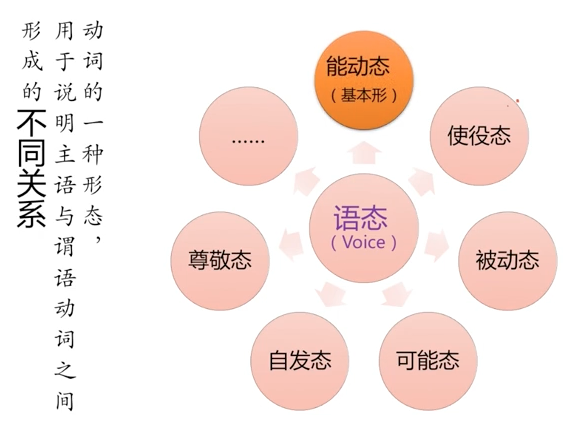 动词的一种形态，
用于说明主语与谓语动词之间
形成的不同关系
能动态
（基本形）
使役态
被动态
可能态
自发态
尊敬态
……
语态
（Voice）